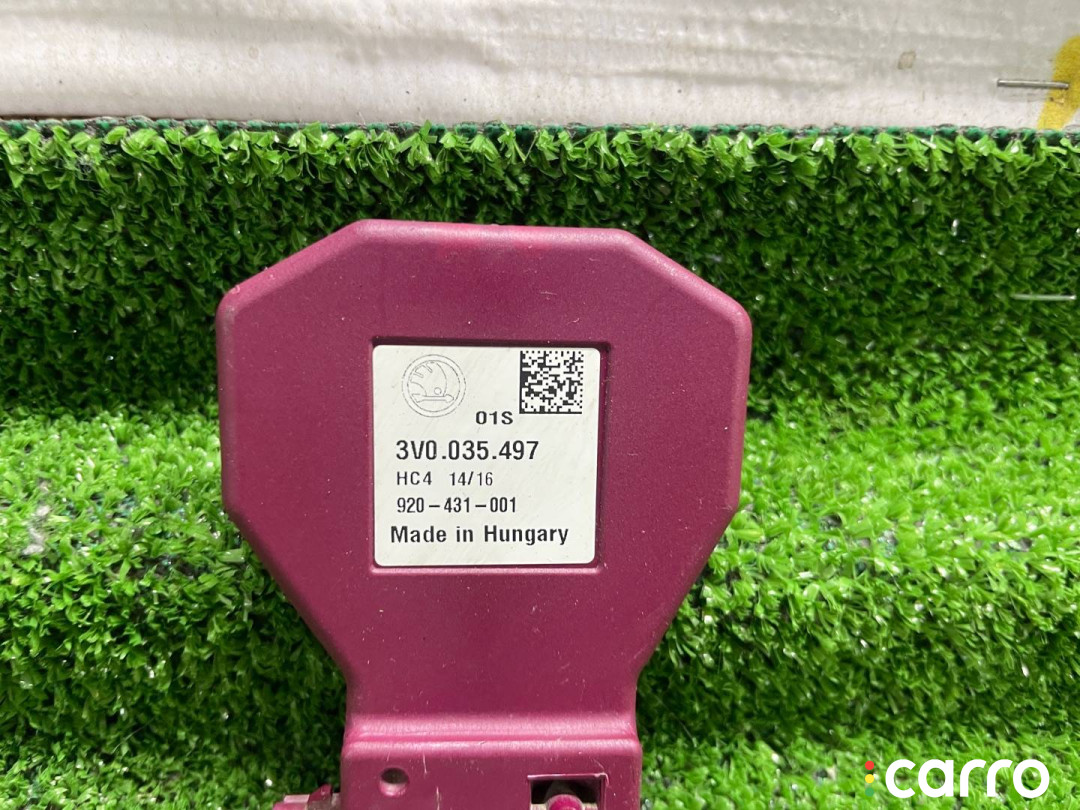 01S
3V0.035.497
HC4 14/16
920-431-001
Made in Hungary
carro